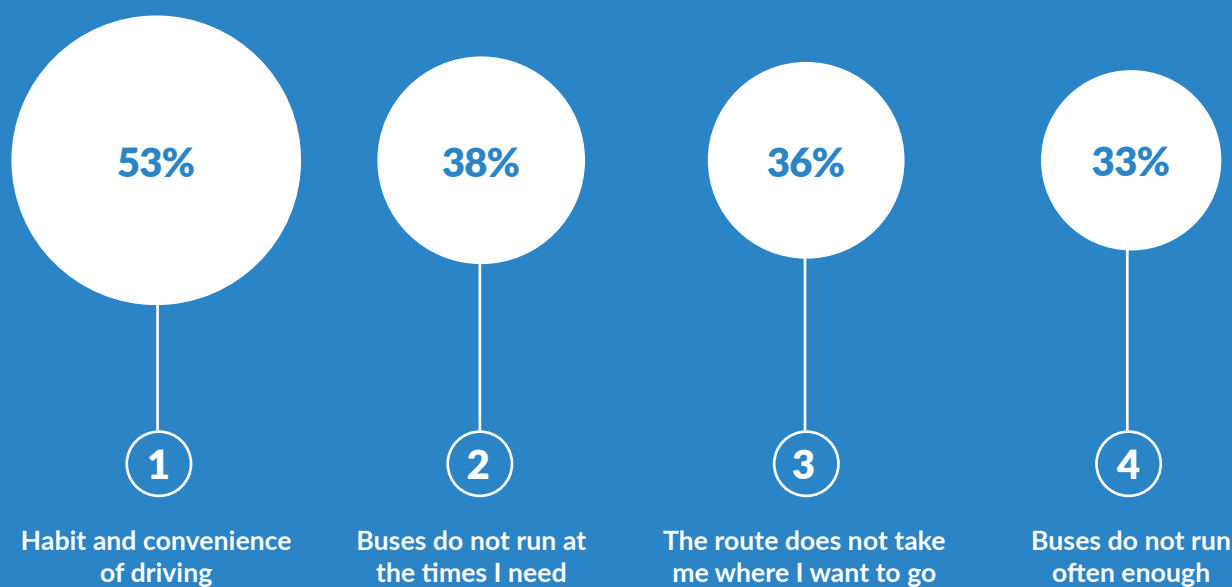 53%
38%
36%
33%
1
2
3
4
Habit and convenience
of driving
Buses do not run at
the times I need
The route does not take
me where I want to go
Buses do not run
often enough